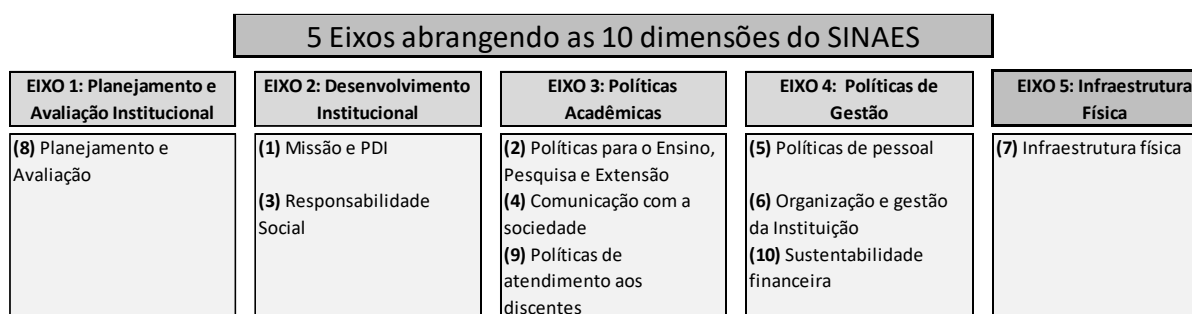 5 Eixos abrangendo as 10 dimensões do SINAES
EIXO 1: Planejamento e
Avaliação Institucional
(8) Planejamento e
Avaliação
EIXO 2: Desenvolvimento
Institucional
(1) Missão e PDI
(3) Responsabilidade
Social
EIXO 3: Políticas
Acadêmicas
(2) Políticas para o Ensino,
Pesquisa e Extensão
(4) Comunicação com a
sociedade
(9) Políticas de
atendimento aos
discentes
EIXO 4: Políticas de
Gestão
(5) Políticas de pessoal
(6) Organização e gestão
da Instituição
(10) Sustentabilidade
financeira
EIXO 5: Infraestrutura
Física
(7) Infraestrutura física